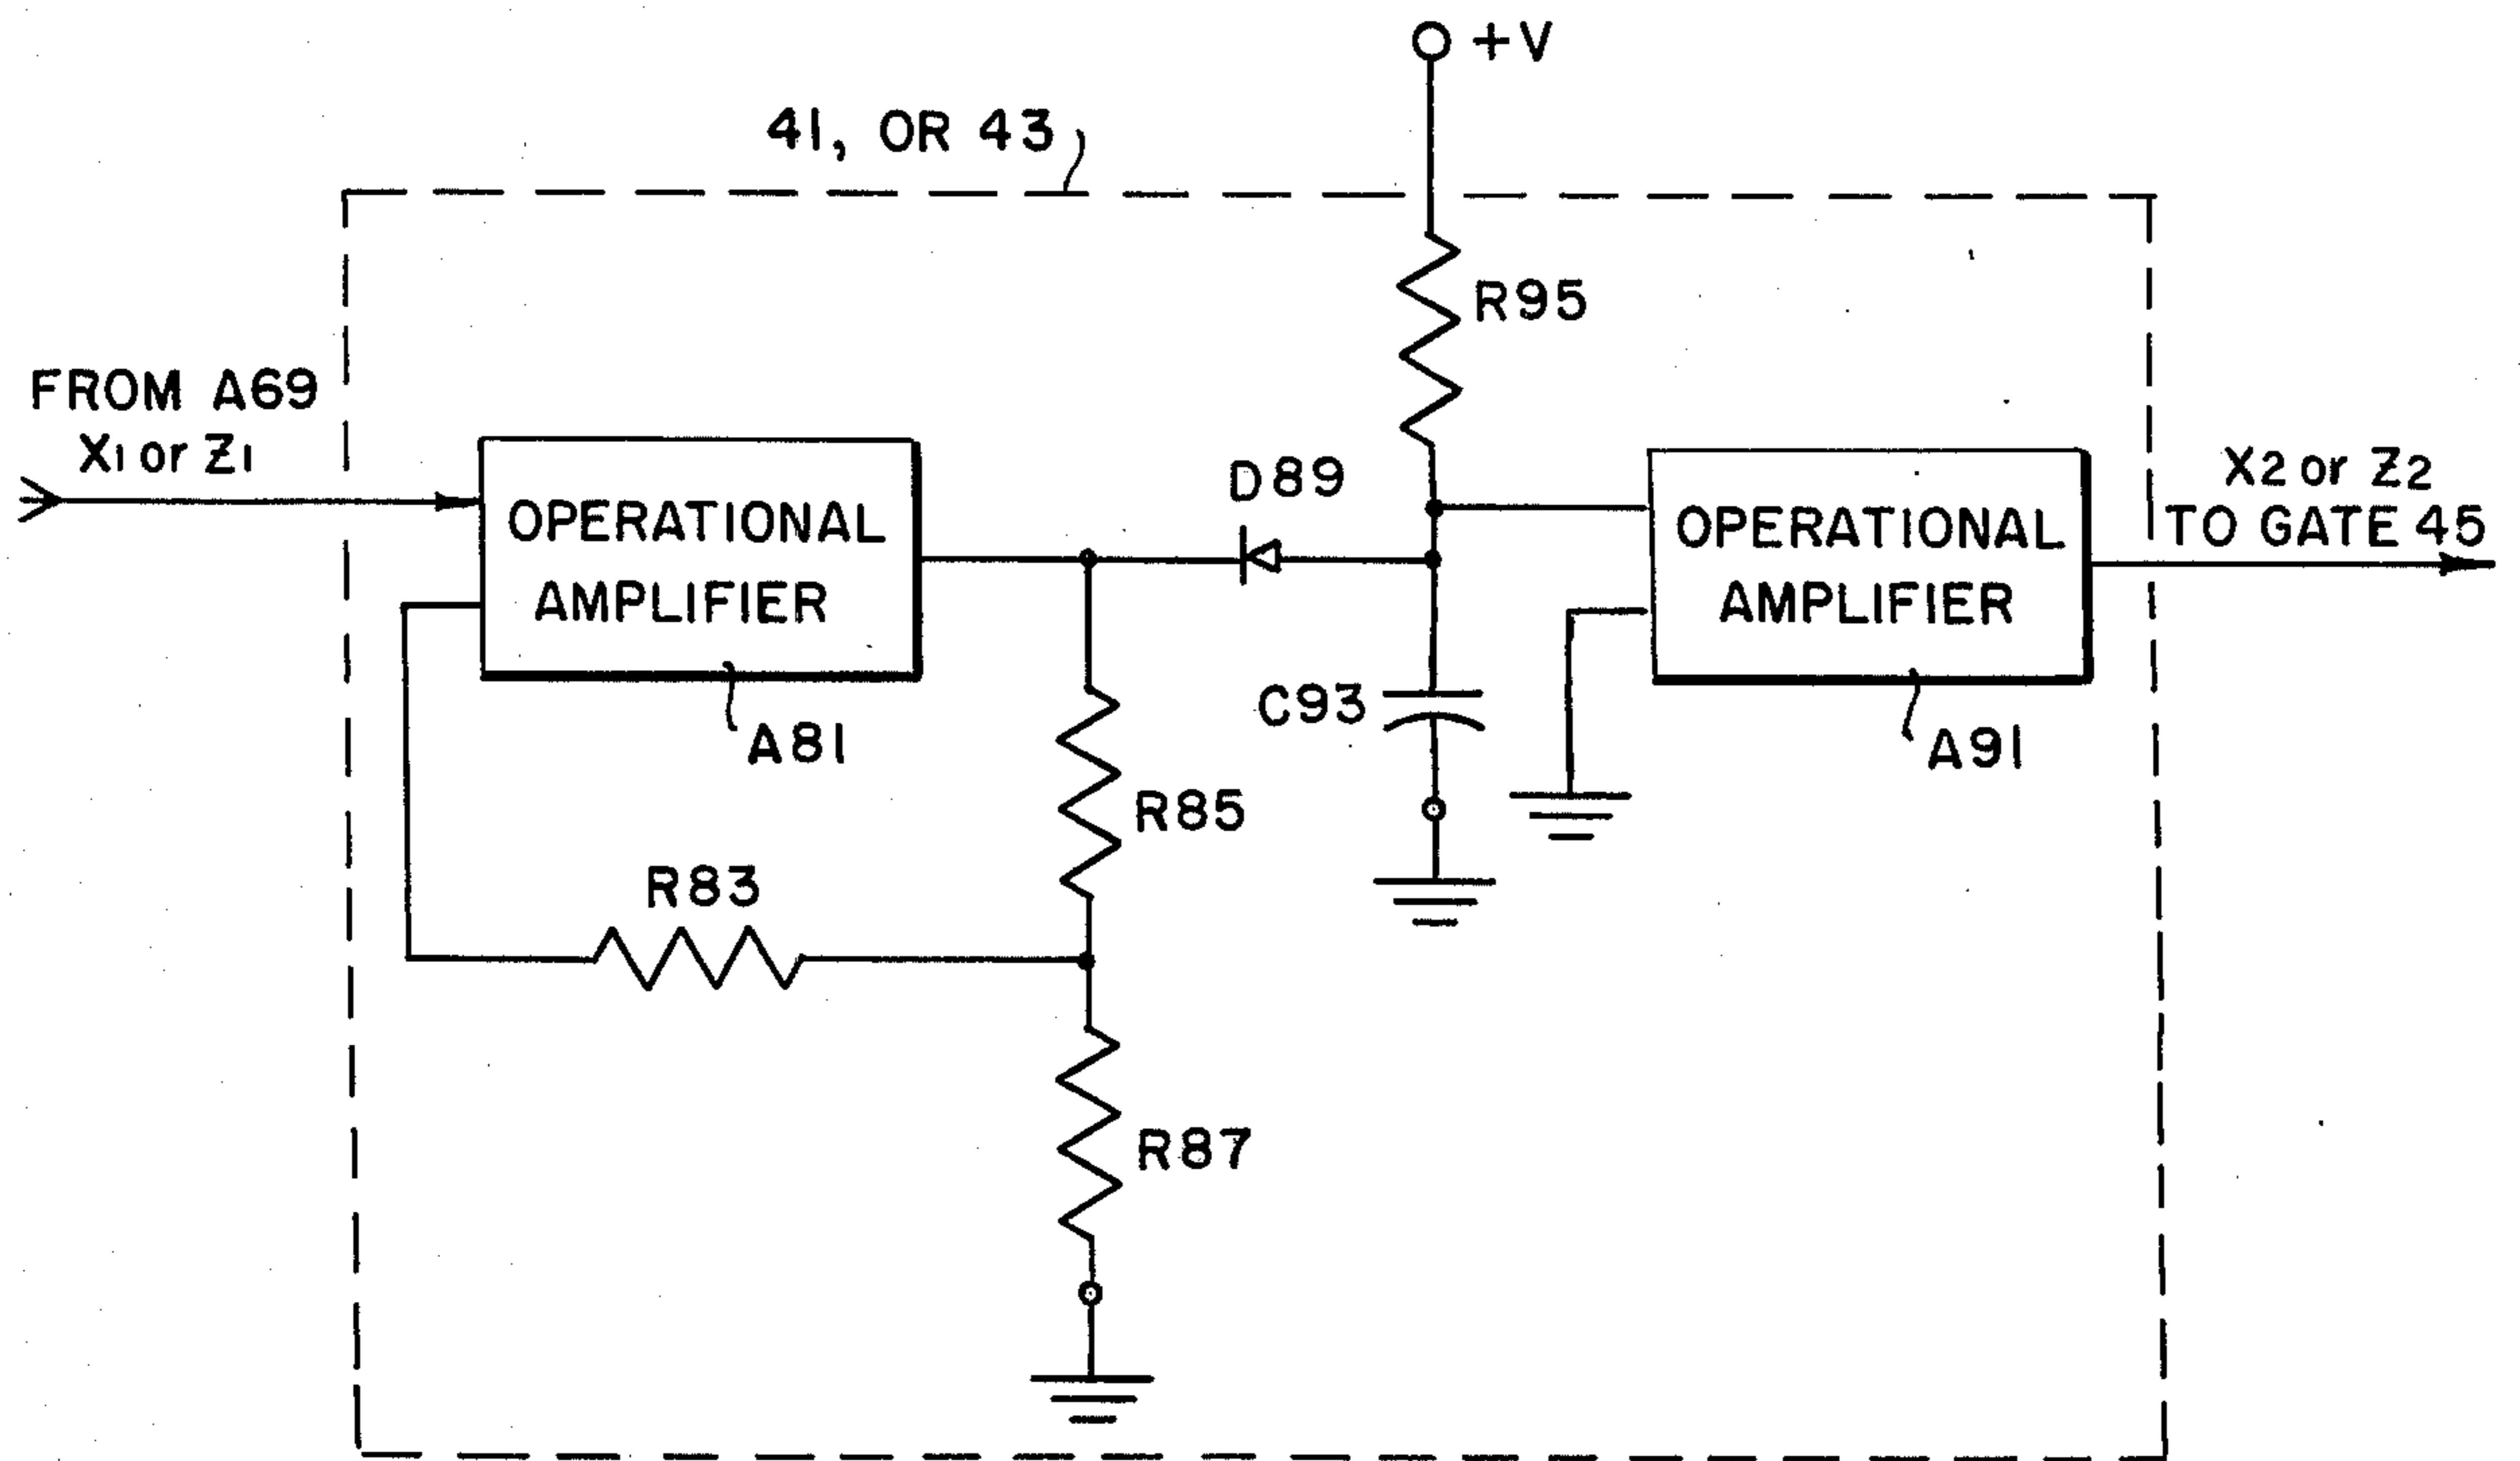 +V
41, OR 43
R95
FROM A69
X1 or Z1
D89
OPERATIONAL
AMPLIFIER
OPERATIONAL
AMPLIFIER
X2 or Z2
TO GATE 45
C93
A81
A91
R85
R83
R87